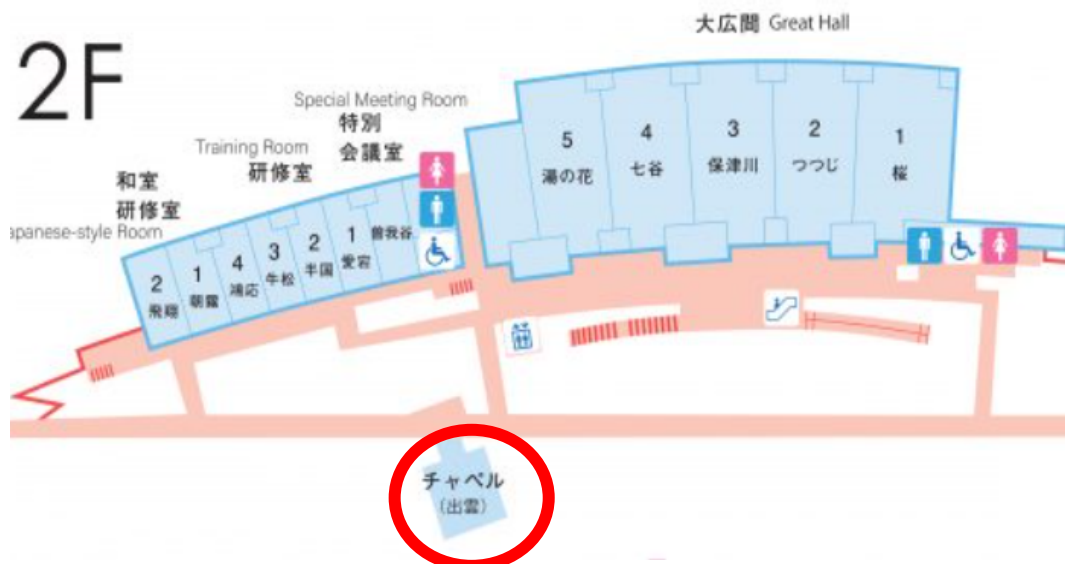 大広間 Great Hall
2F
Special Meeting Room
特別
会議室
Training Room
研修室
和室
研修室
apanese-style Room
5
湯の花
4
七谷
3
保津川
2
つつじ
1
桜
2
飛翔
1
朝霧
4
鴻応
3
牛松
2
半国
1
愛宕
曽我谷
チャペル
(出雲)